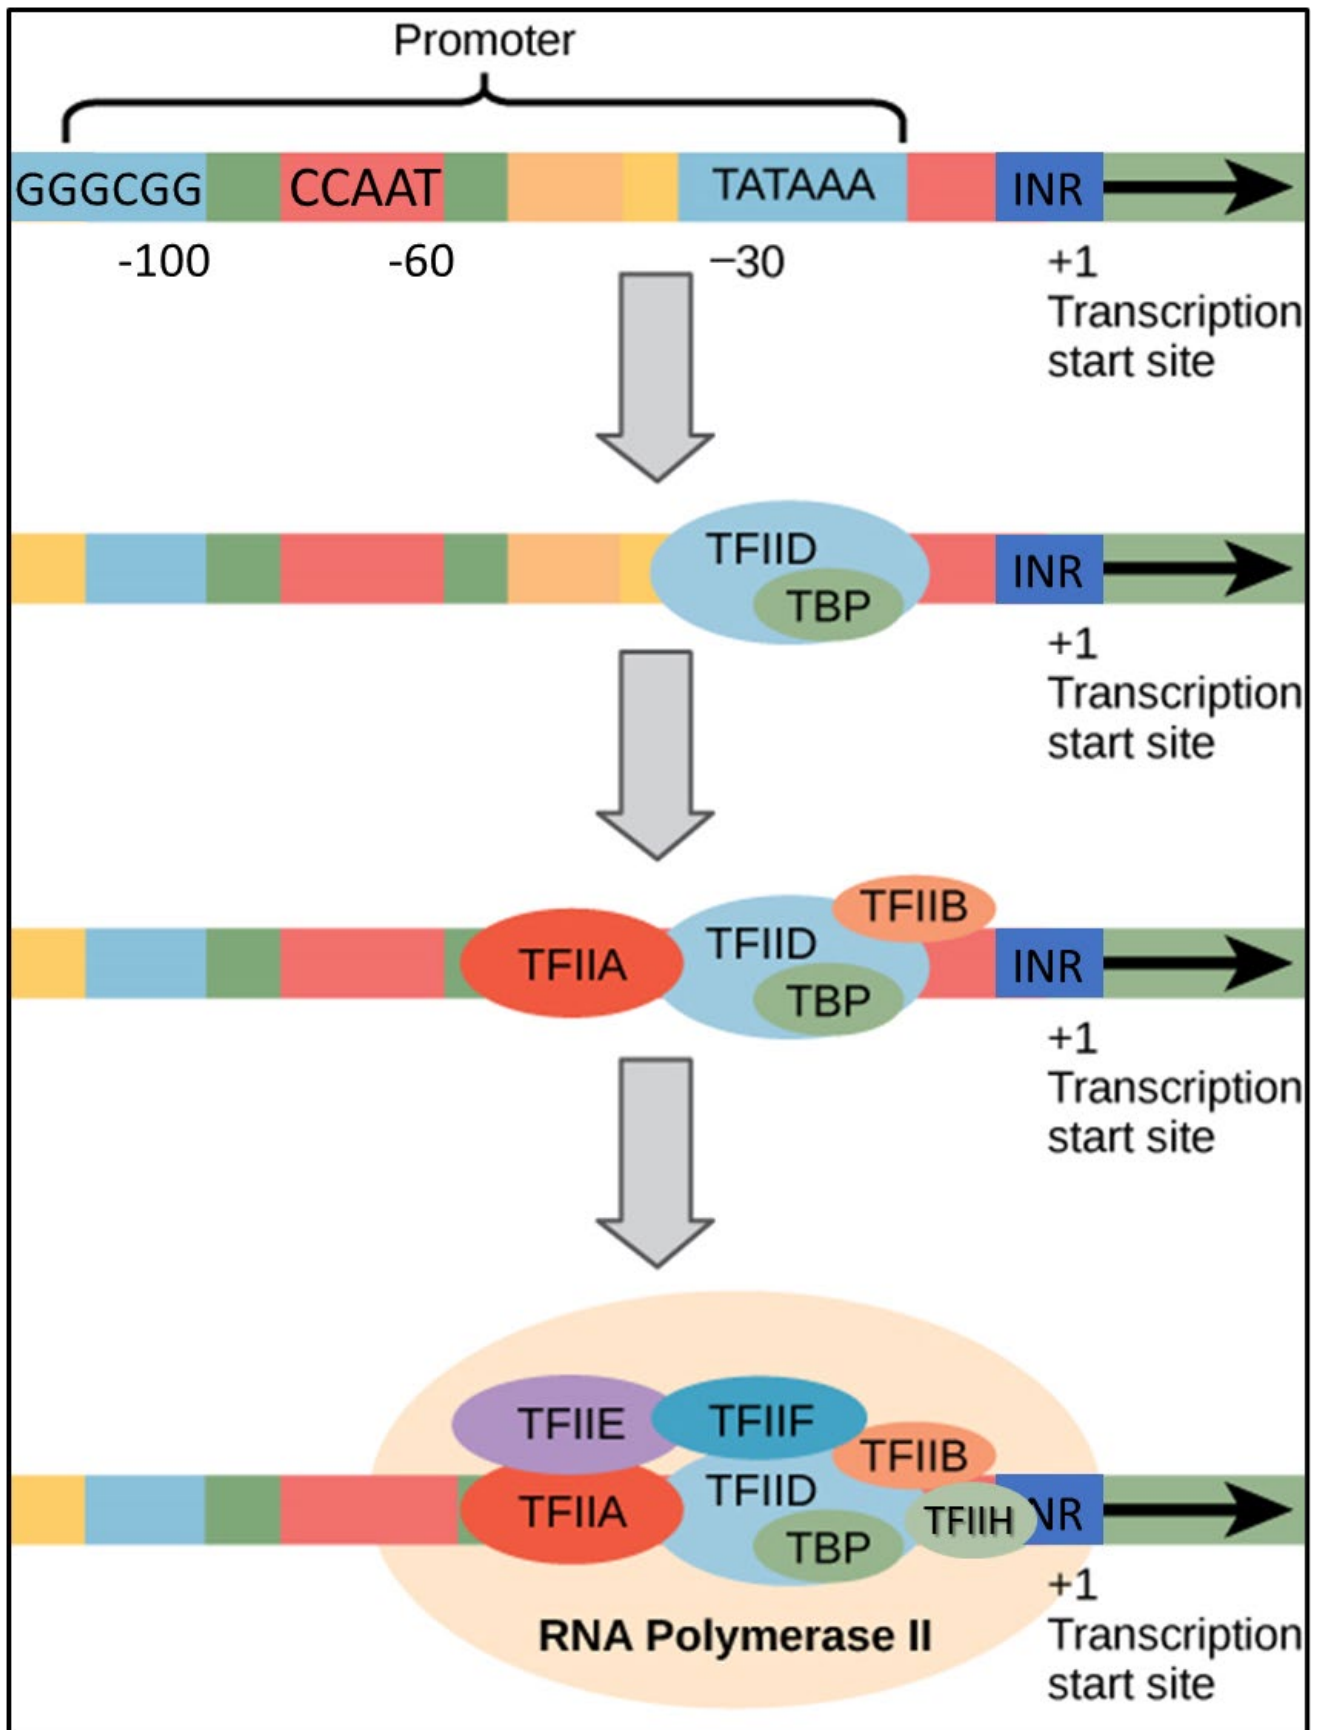 Promoter
GGGCGG CCAAT TATAAA INR
-100 -60 –30 +1
Transcription
start site
TFIID
TBP
INR
+1
Transcription
start site
TFIIB
TFIIA TFIID
TBP
INR
+1
Transcription
start site
TFIIE TFIIF
TFIIB
TFIIA TFIID
TFIIH NR
TBP
+1
RNA Polymerase II
Transcription
start site